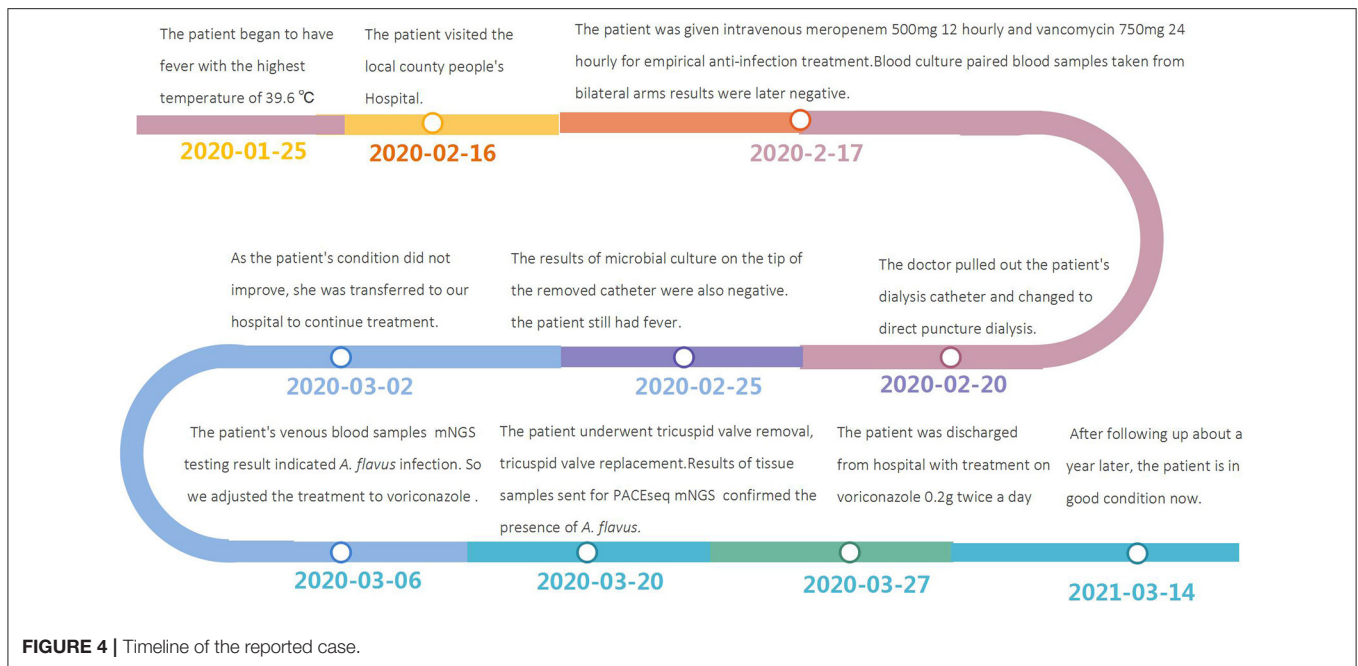 The patient began to have
fever with the highest
temperature of 39.6 ℃
2020-01-25
The patient visited the
local county people's
Hospital.
2020-02-16
The patient was given intravenous meropenem 500mg 12 hourly and vancomycin 750mg 24
hourly for empirical anti-infection treatment.Blood culture paired blood samples taken from
bilateral arms results were later negative.
2020-2-17
The doctor pulled out the patient's
dialysis catheter and changed to
direct puncture dialysis.
2020-02-20
The results of microbial culture on the tip of
the removed catheter were also negative.
the patient still had fever.
2020-02-25
As the patient's condition did not
improve, she was transferred to our
hospital to continue treatment.
2020-03-02
The patient's venous blood samples mNGS
testing result indicated A. flavus infection. So
we adjusted the treatment to voriconazole .
2020-03-06
The patient underwent tricuspid valve removal,
tricuspid valve replacement.Results of tissue
samples sent for PACEseq mNGS confirmed the
presence of A. flavus.
2020-03-20
The patient was discharged
from hospital with treatment on
voriconazole 0.2g twice a day
2020-03-27
After following up about a
year later, the patient is in
good condition now.
2021-03-14
FIGURE 4 | Timeline of the reported case.